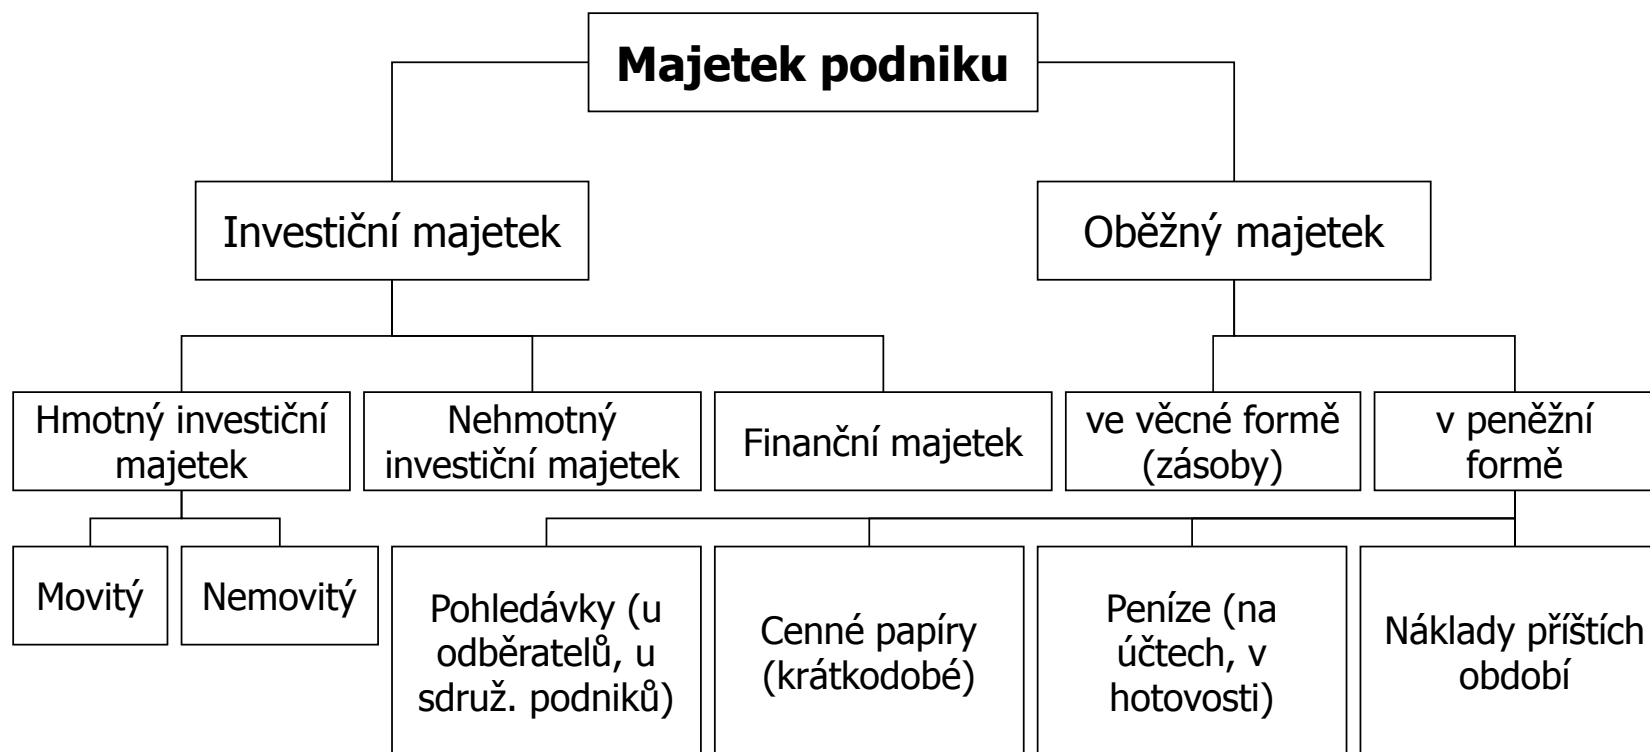 Majetek podniku
Investiční majetek
Oběžný majetek
Hmotný investiční
majetek
Nehmotný
investiční majetek
Finanční majetek
ve věcné formě
(zásoby)
v peněžní
formě
Movitý
Nemovitý
Pohledávky (u
odběratelů, u
sdruž. podniků)
Cenné papíry
(krátkodobé)
Peníze (na
účtech, v
hotovosti)
Náklady příštích
období